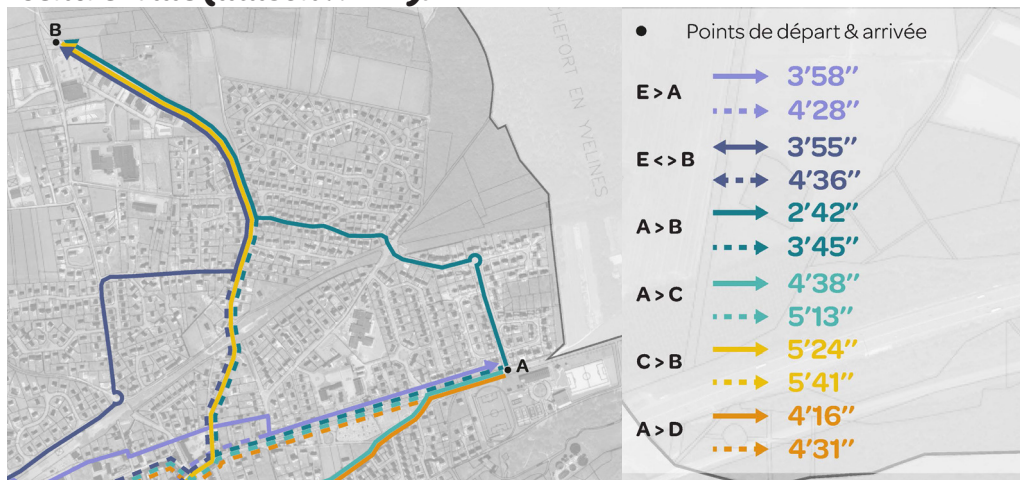 B
HEFORT EN YVELINES
A
Points de départ & arrivée
E > A
3’58’’
4’28’’
E <> B
3’55’’
4’36’’
A > B
2’42’’
3’45’’
A > C
4’38’’
5’13’’
C > B
5’24’’
5’41’’
A > D
4’16’’
4’31’’